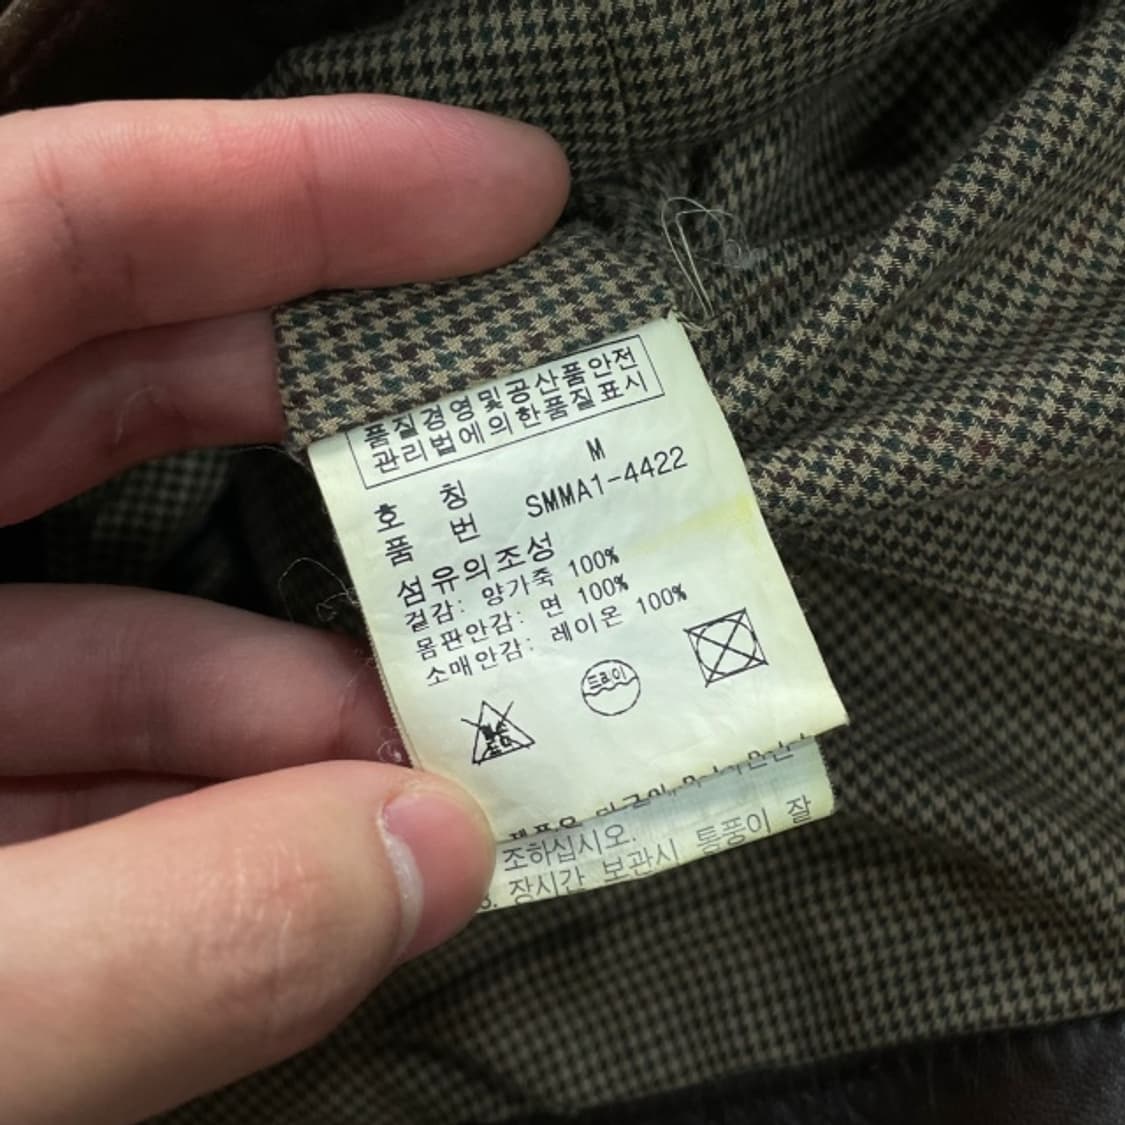 품질경영및공산품안전
관리법에의한품질표시
호 칭 M
품 번 SMMA1-4422
섬유의조성
겉감: 양가죽 100%
몸판안감: 면 100%
소매안감: 레이온 100%
드라이
조하십시오.
장시간 보관시 통풍이 잘